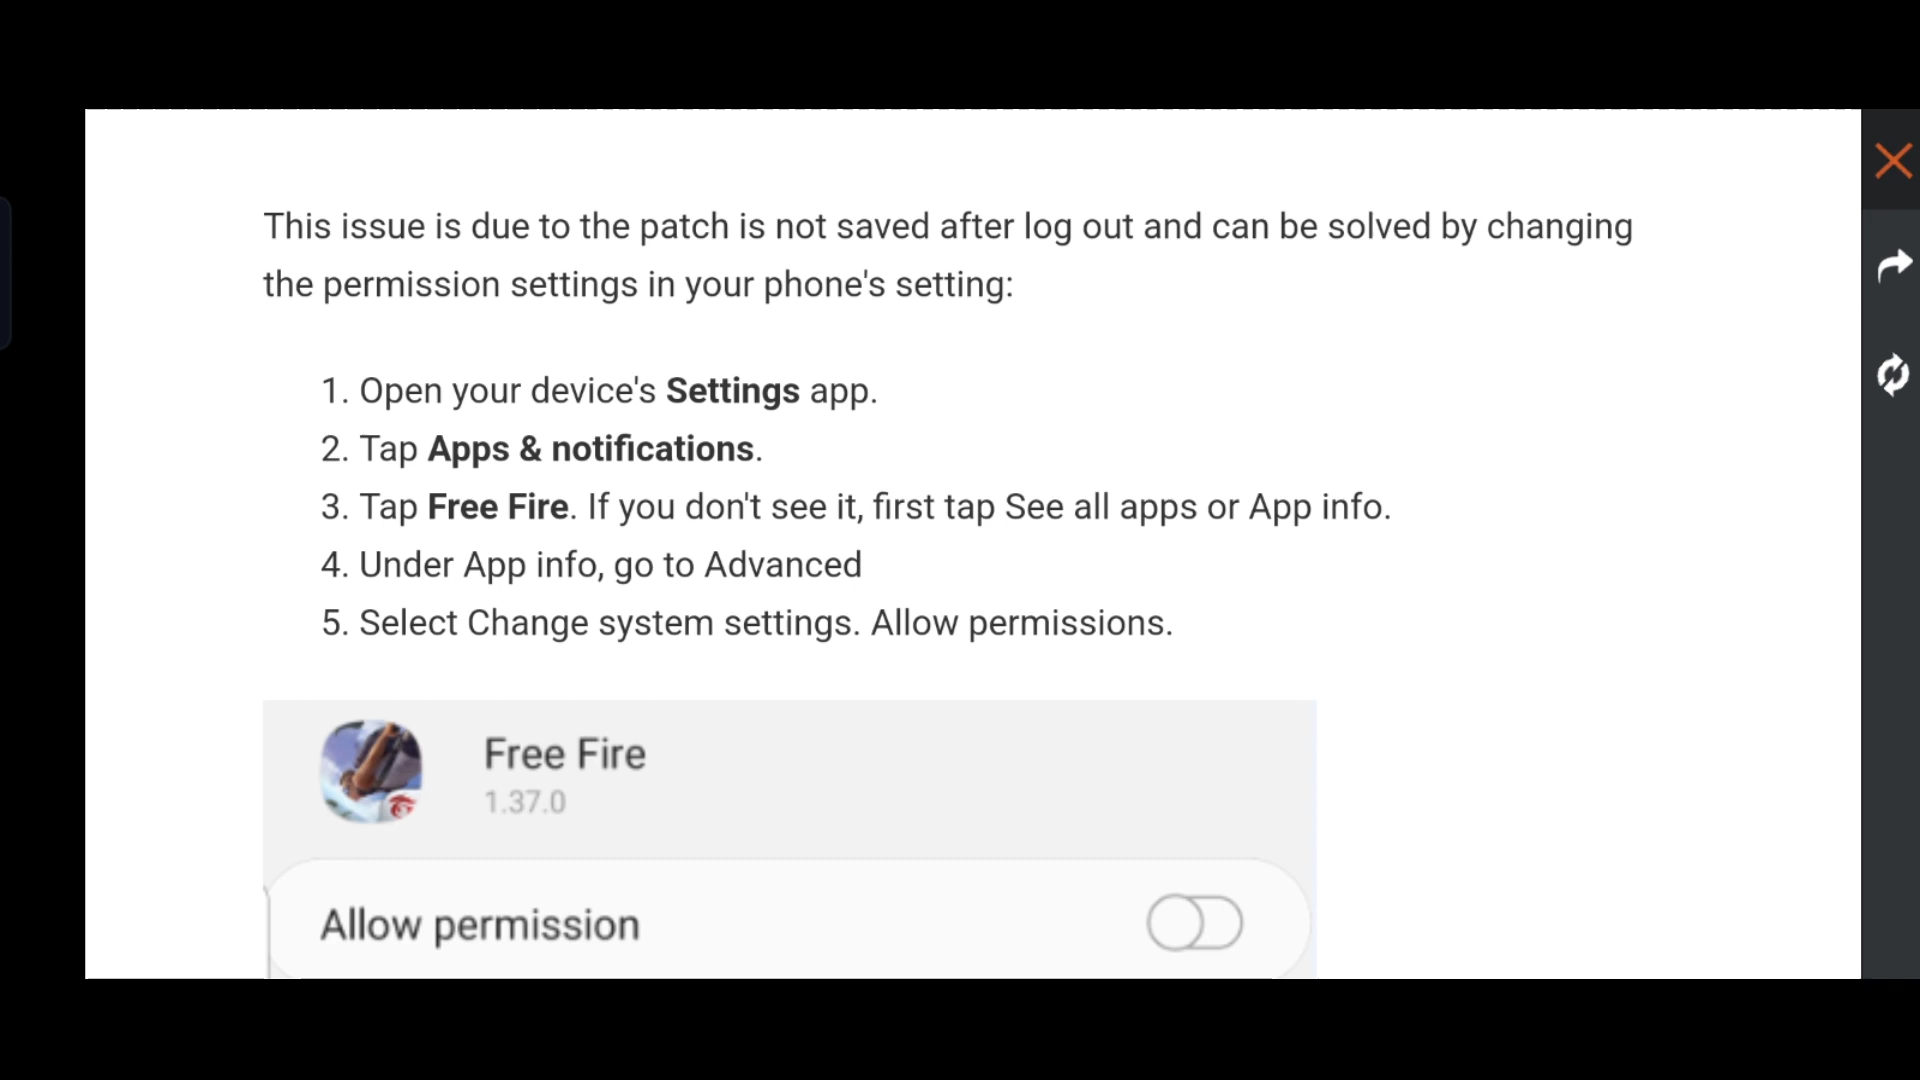 This issue is due to the patch is not saved after log out and can be solved by changing
the permission settings in your phone's setting:
1. Open your device's Settings app.
2. Tap Apps & notifications.
3. Tap Free Fire. If you don't see it, first tap See all apps or App info.
4. Under App info, go to Advanced
5. Select Change system settings. Allow permissions.
Free Fire
1.37.0
Allow permission